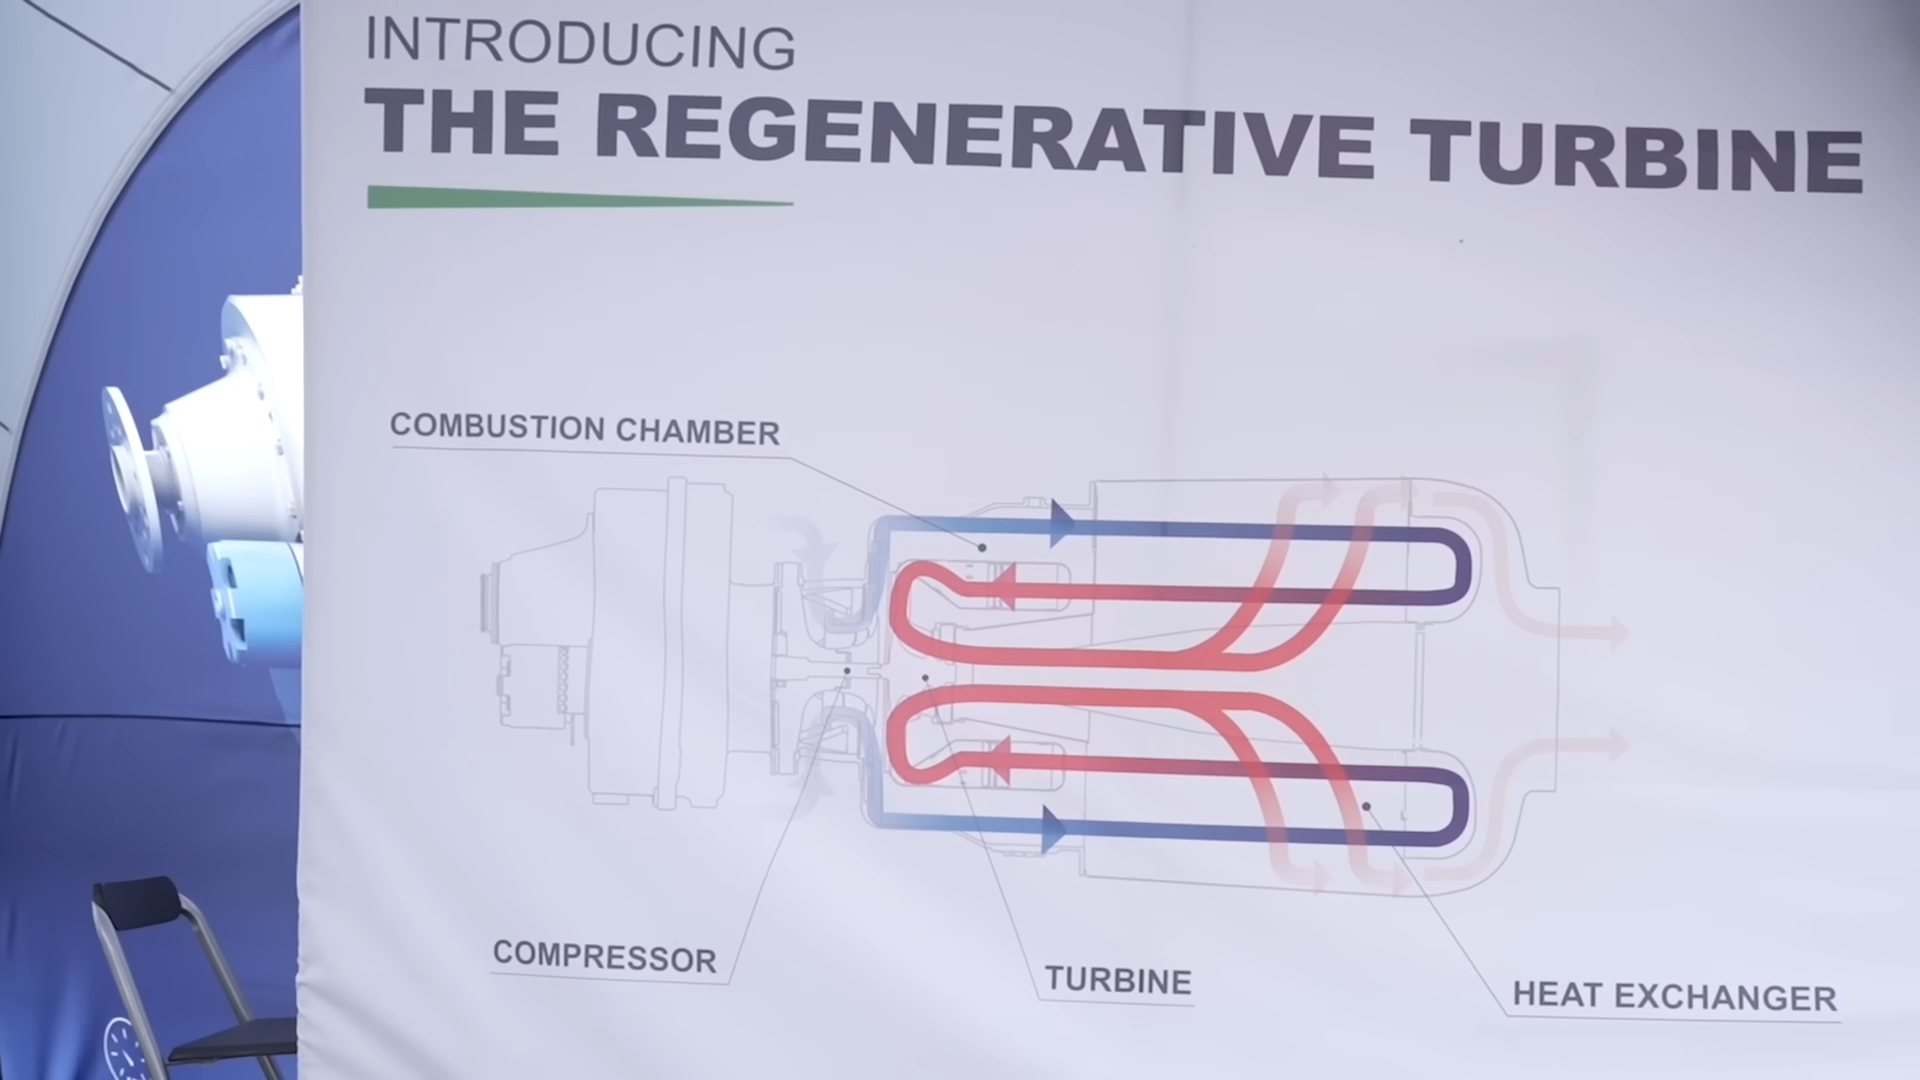 INTRODUCING
THE REGENERATIVE TURBINE
COMBUSTION CHAMBER
COMPRESSOR
TURBINE
HEAT EXCHANGER